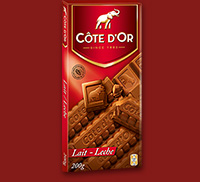 CÔTE D'OR
SINCE 1883
Lait - Leche
200g